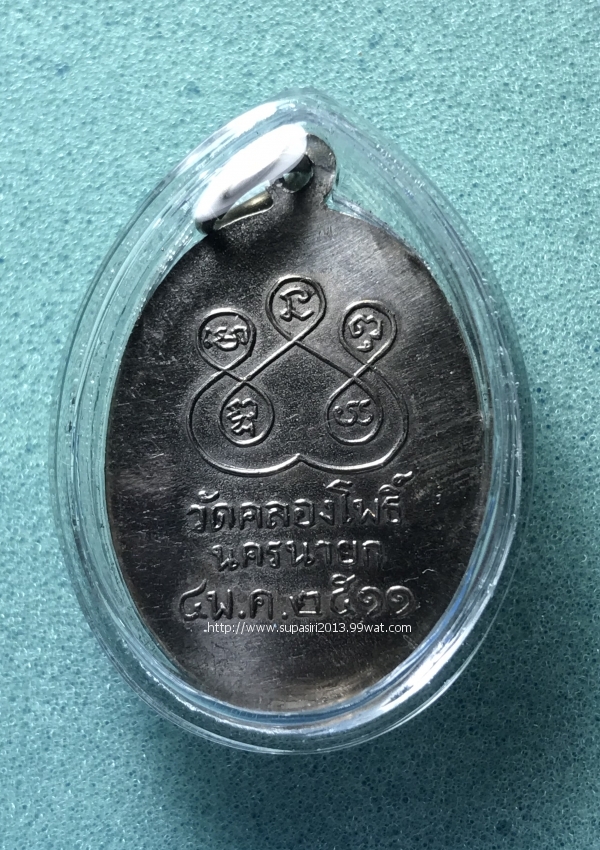 วัดคลองโพธิ์
นครนายก
๔ พ.ค. ๒๕๑๑
http://www.supasiri2013.99wat.com